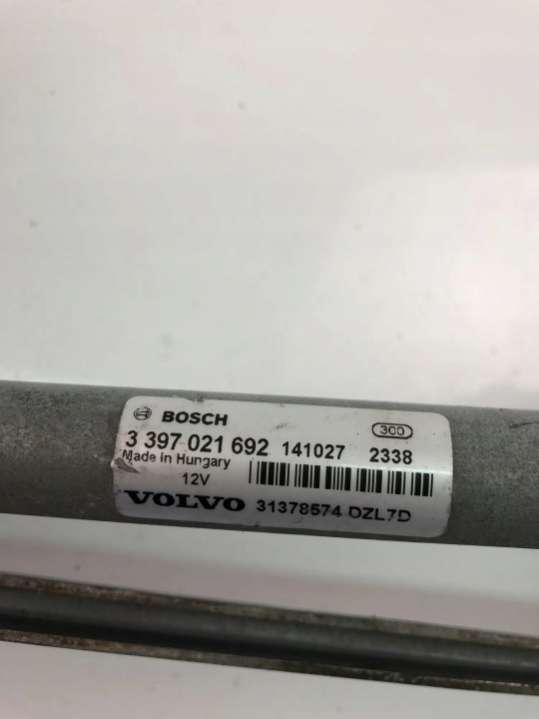 BOSCH
300
3 397 021 692 141027 2338
Made in Hungary
12V
VOLVO 31378574 DZL7D